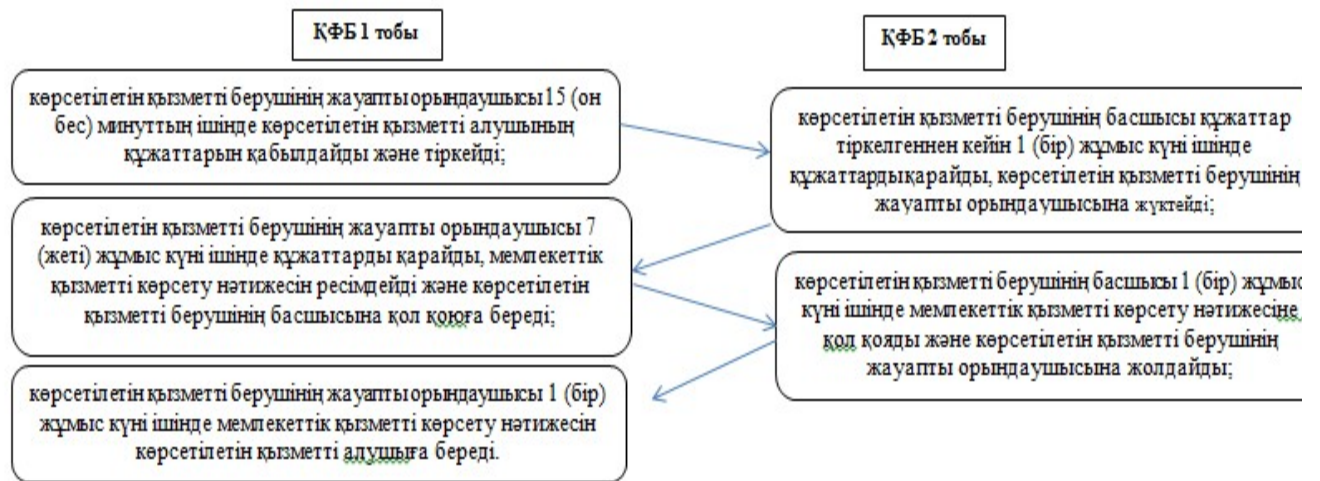 ҚФБ 1 тобы
ҚФБ 2 тобы
көрсетілетін қызметті берушінің жауапты орындаушысы 15 (он
бес) минуттың ішінде көрсетілетін қызметті алушының
құжаттарын қабылдайды және тіркейді;
көрсетілетін қызметті берушінің басшысы құжаттар
тіркелгеннен кейін 1 (бір) жұмыс күні ішінде
құжаттардықарайды, көрсетілетін қызметті берушінің
жауапты орындаушысына жүктейді;
көрсетілетін қызметті берушінің жауапты орындаушысы 7
(жеті) жұмыс күні ішінде құжаттарды қарайды, мемлекеттік
қызметті көрсету нәтижесін ресімдейді және көрсетілетін
қызметті берушінің басшысына қол қоюға береді;
көрсетілетін қызметті берушінің басшысы 1 (бір) жұмыс
күні ішінде мемлекеттік қызметті көрсету нәтижесіне
қол қояды және көрсетілетін қызметті берушінің
жауапты орындаушысына жолдайды;
көрсетілетін қызметті берушінің жауапты орындаушысы 1 (бір)
жұмыс күні ішінде мемлекеттік қызметті көрсету нәтижесін
көрсетілетін қызметті алушыға береді.